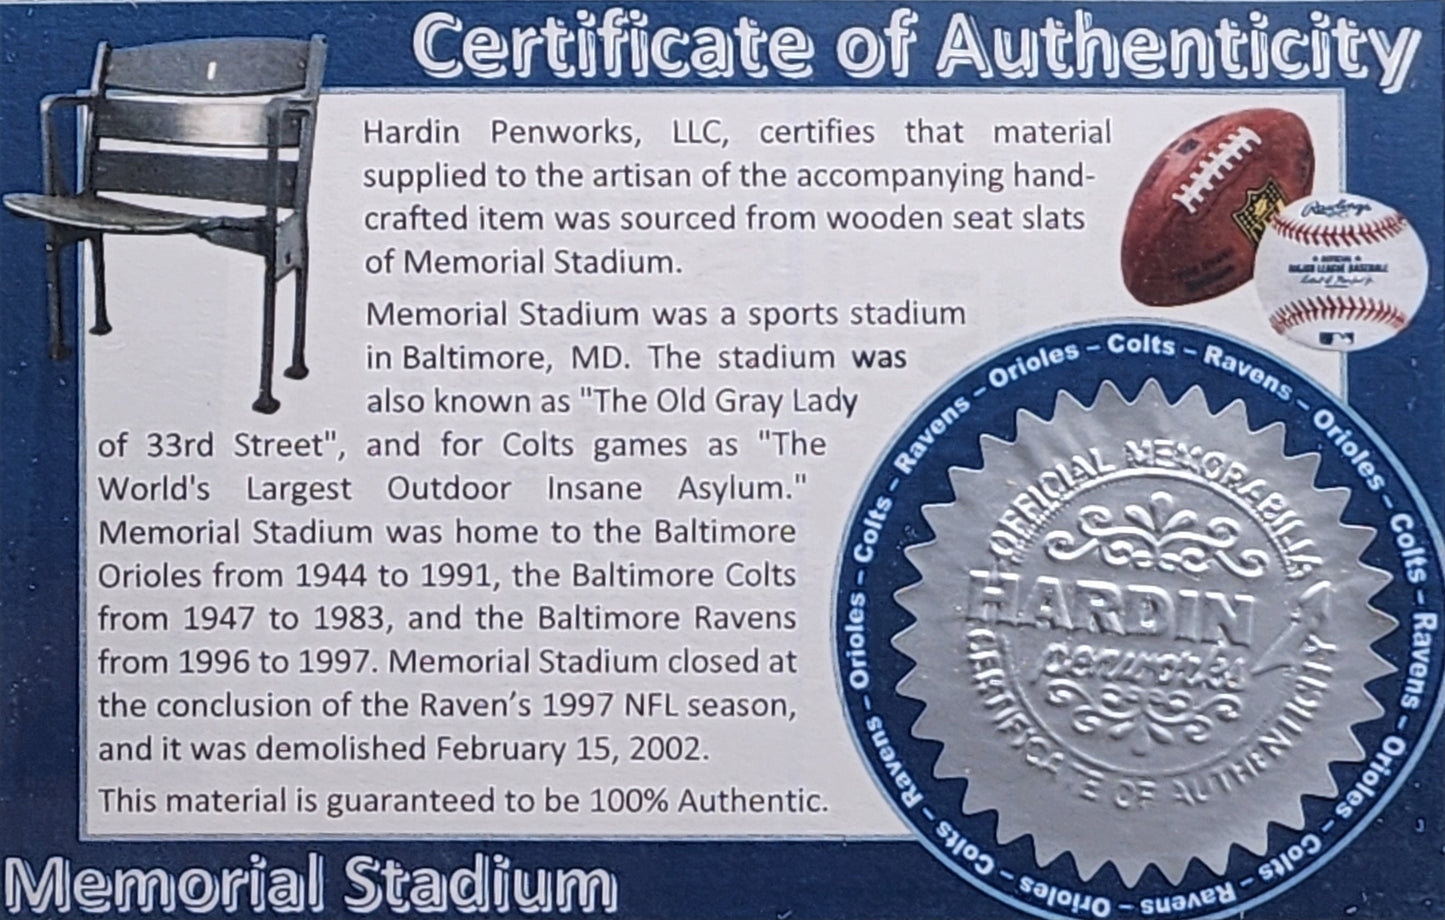 Certificate of Authenticity
Hardin Penworks, LLC, certifies that material
supplied to the artisan of the accompanying hand-
crafted item was sourced from wooden seat slats
of Memorial Stadium.
Memorial Stadium was a sports stadium
in Baltimore, MD. The stadium was
also known as "The Old Gray Lady
of 33rd Street", and for Colts games as "The
World's Largest Outdoor Insane Asylum."
Memorial Stadium was home to the Baltimore
Orioles from 1944 to 1991, the Baltimore Colts
from 1947 to 1983, and the Baltimore Ravens
from 1996 to 1997. Memorial Stadium closed at
the conclusion of the Raven’s 1997 NFL season,
and it was demolished February 15, 2002.
This material is guaranteed to be 100% Authentic.
Memorial Stadium
Rawlings
OFFICIAL
MAJOR LEAGUE BASEBALL
Orioles – Colts – Ravens – Orioles – Colts – Ravens – Orioles – Colts – Ravens – Orioles – Colts – Ravens – Orioles – Colts – Ravens –
OFFICIAL MEMORABILIA
HARDIN
penworks
CERTIFICATE OF AUTHENTICITY